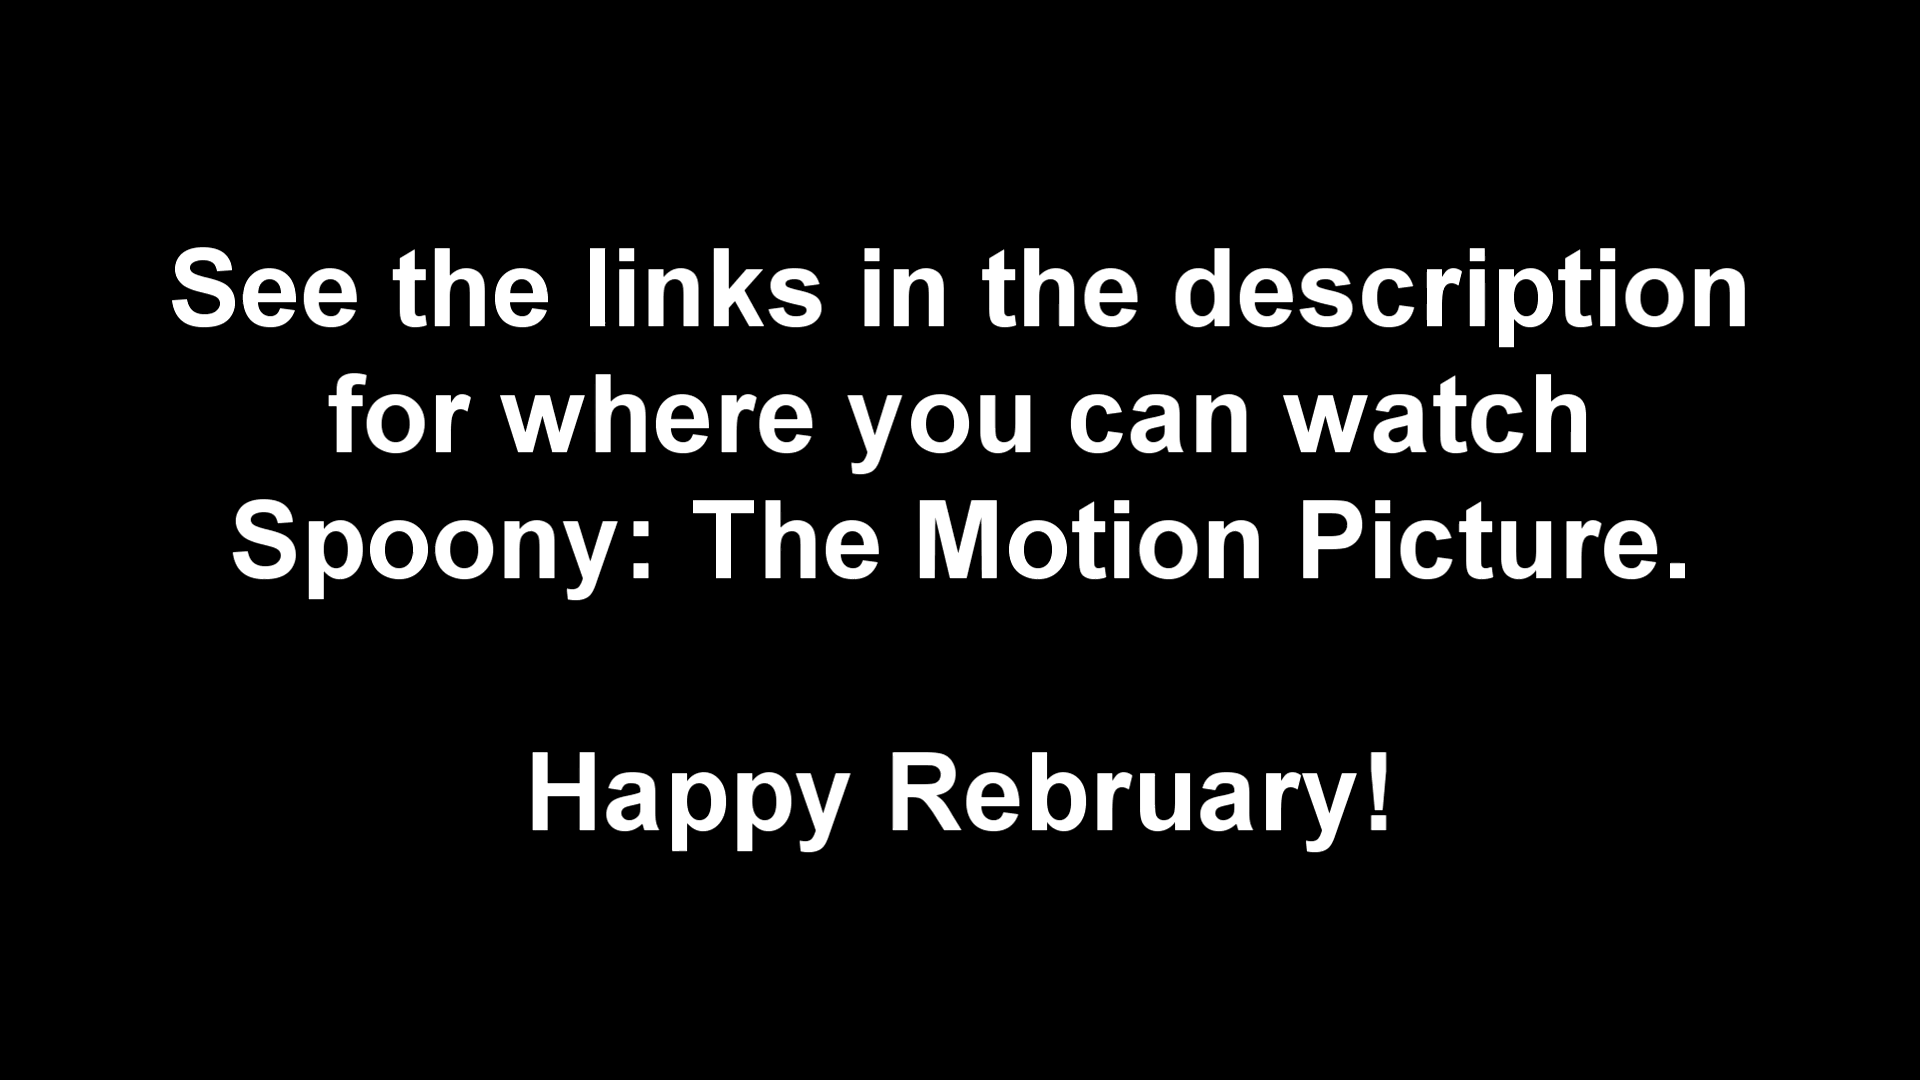 See the links in the description
for where you can watch
Spoony: The Motion Picture.
Happy Rebruary!